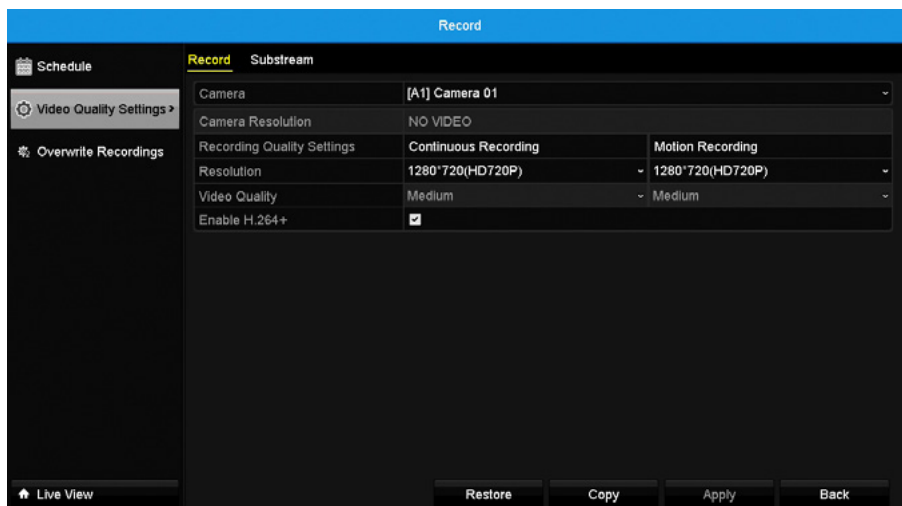 Record
Schedule
Video Quality Settings >
Overwrite Recordings
Record Substream
Camera [A1] Camera 01
Camera Resolution NO VIDEO
Recording Quality Settings Continuous Recording Motion Recording
Resolution 1280*720(HD720P) 1280*720(HD720P)
Video Quality Medium Medium
Enable H.264+
Live View
Restore Copy Apply Back